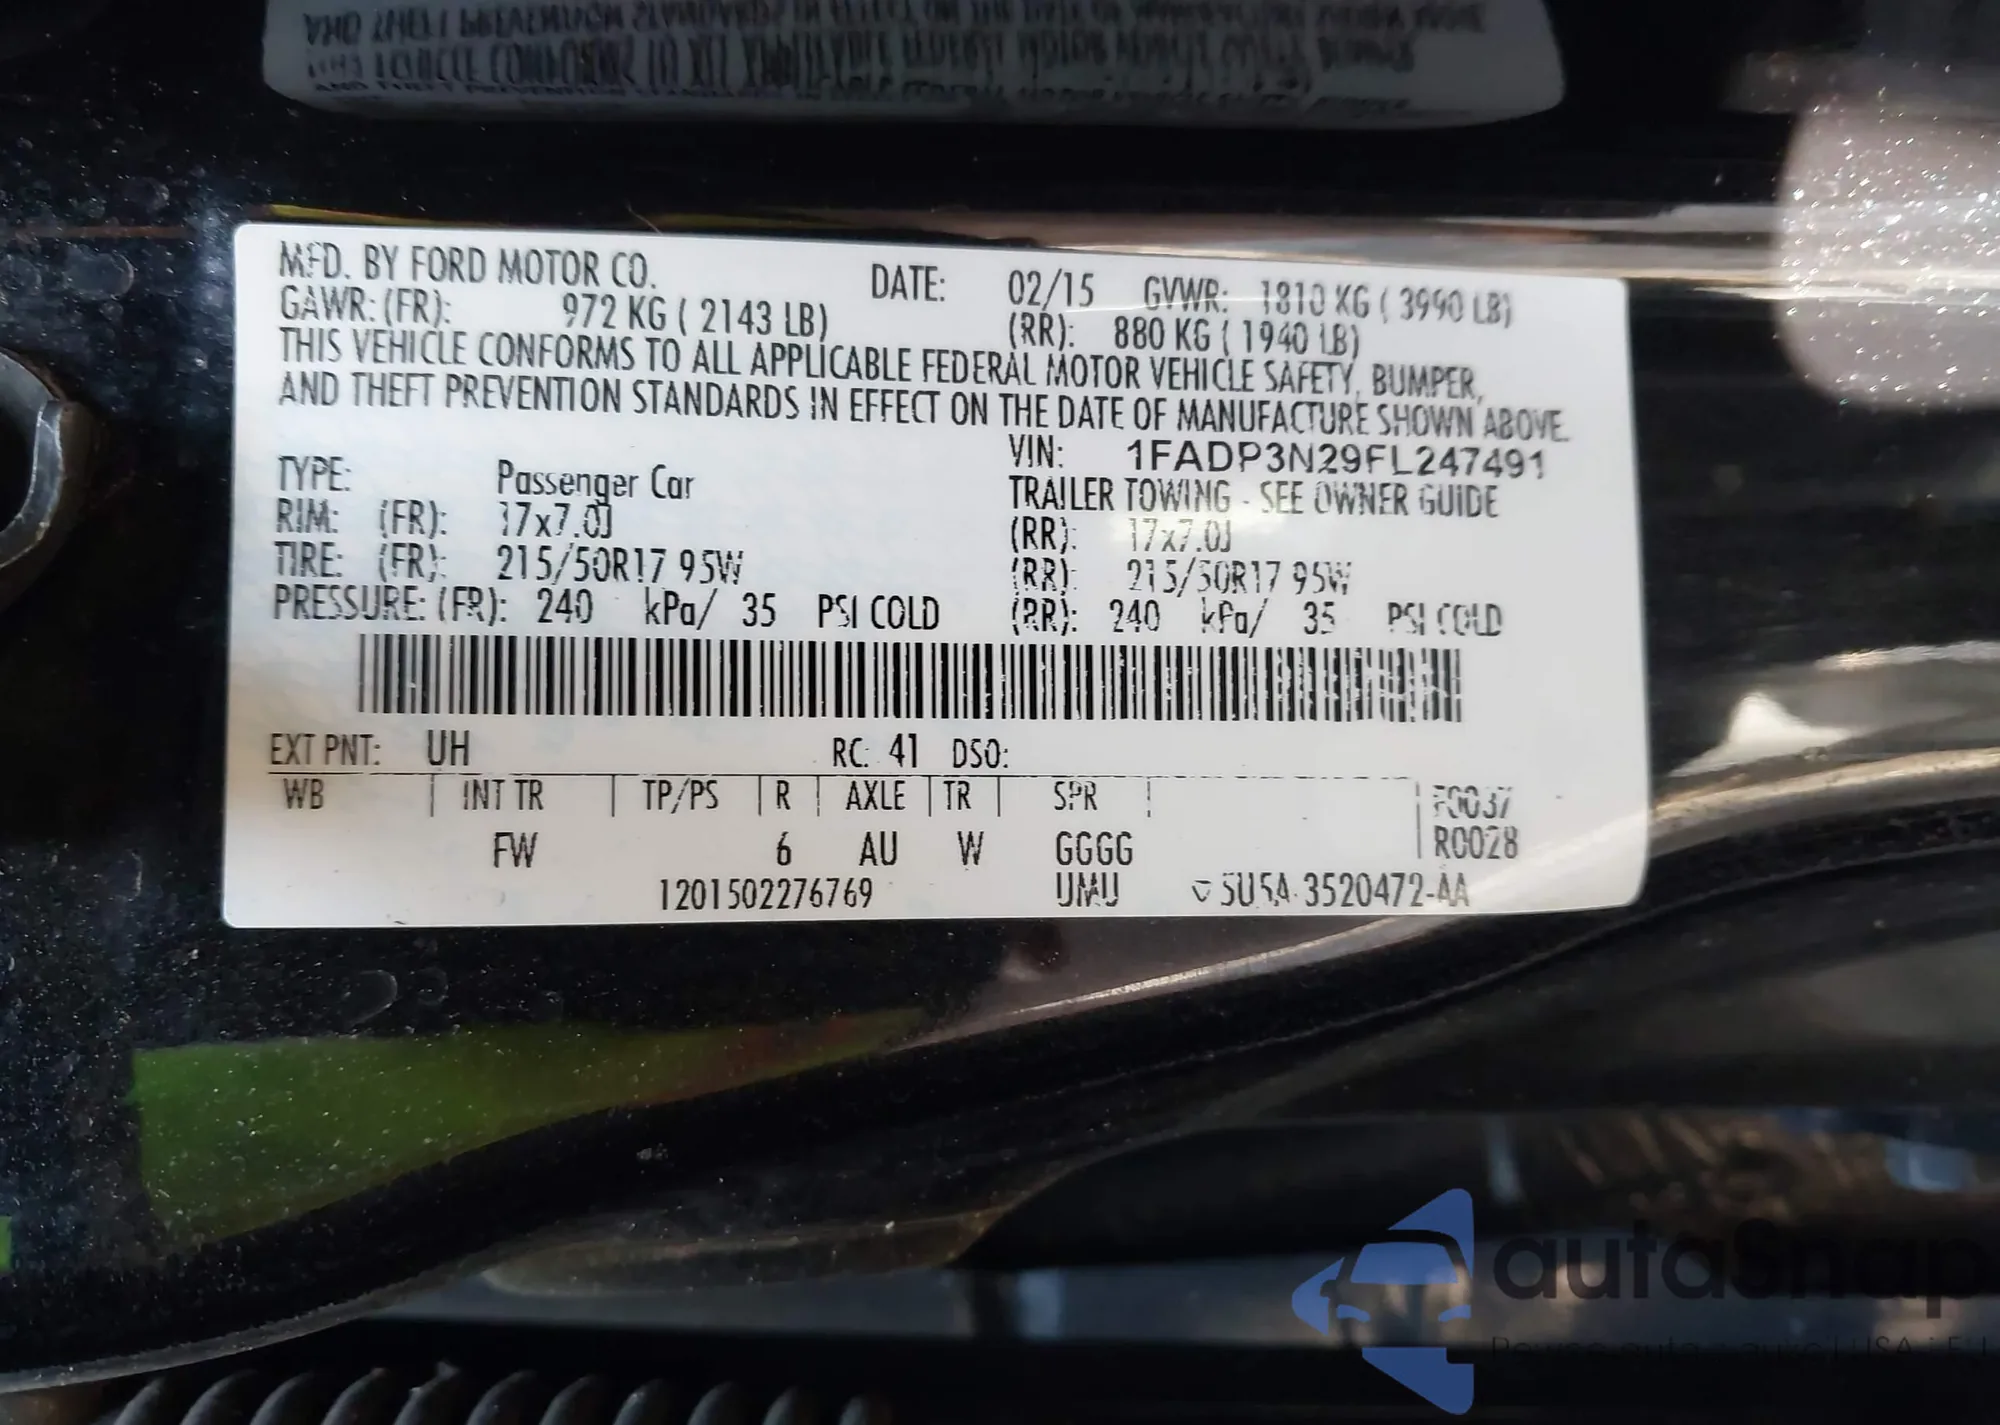 MFD. BY FORD MOTOR CO. DATE: 02/15 GVWR: 1810 KG ( 3990 LB)
GAWR: (FR): 972 KG ( 2143 LB) (RR): 880 KG ( 1940 LB)
THIS VEHICLE CONFORMS TO ALL APPLICABLE FEDERAL MOTOR VEHICLE SAFETY, BUMPER,
AND THEFT PREVENTION STANDARDS IN EFFECT ON THE DATE OF MANUFACTURE SHOWN ABOVE.
VIN: 1FADP3N29FL247491
TYPE: Passenger Car TRAILER TOWING - SEE OWNER GUIDE
RIM: (FR): 17x7.0J (RR): 17x7.0J
TIRE: (FR): 215/50R17 95W (RR): 215/50R17 95W
PRESSURE: (FR): 240 kPa/ 35 PSI COLD (RR): 240 kPa/ 35 PSI COLD
EXT PNT: UH RC: 41 DSO:
WB INT TR TP/PS R AXLE TR SPR F0037
FW 6 AU W GGGG R0028
1201502276769 UMU 5U5A-3520472-AA
autoSnap